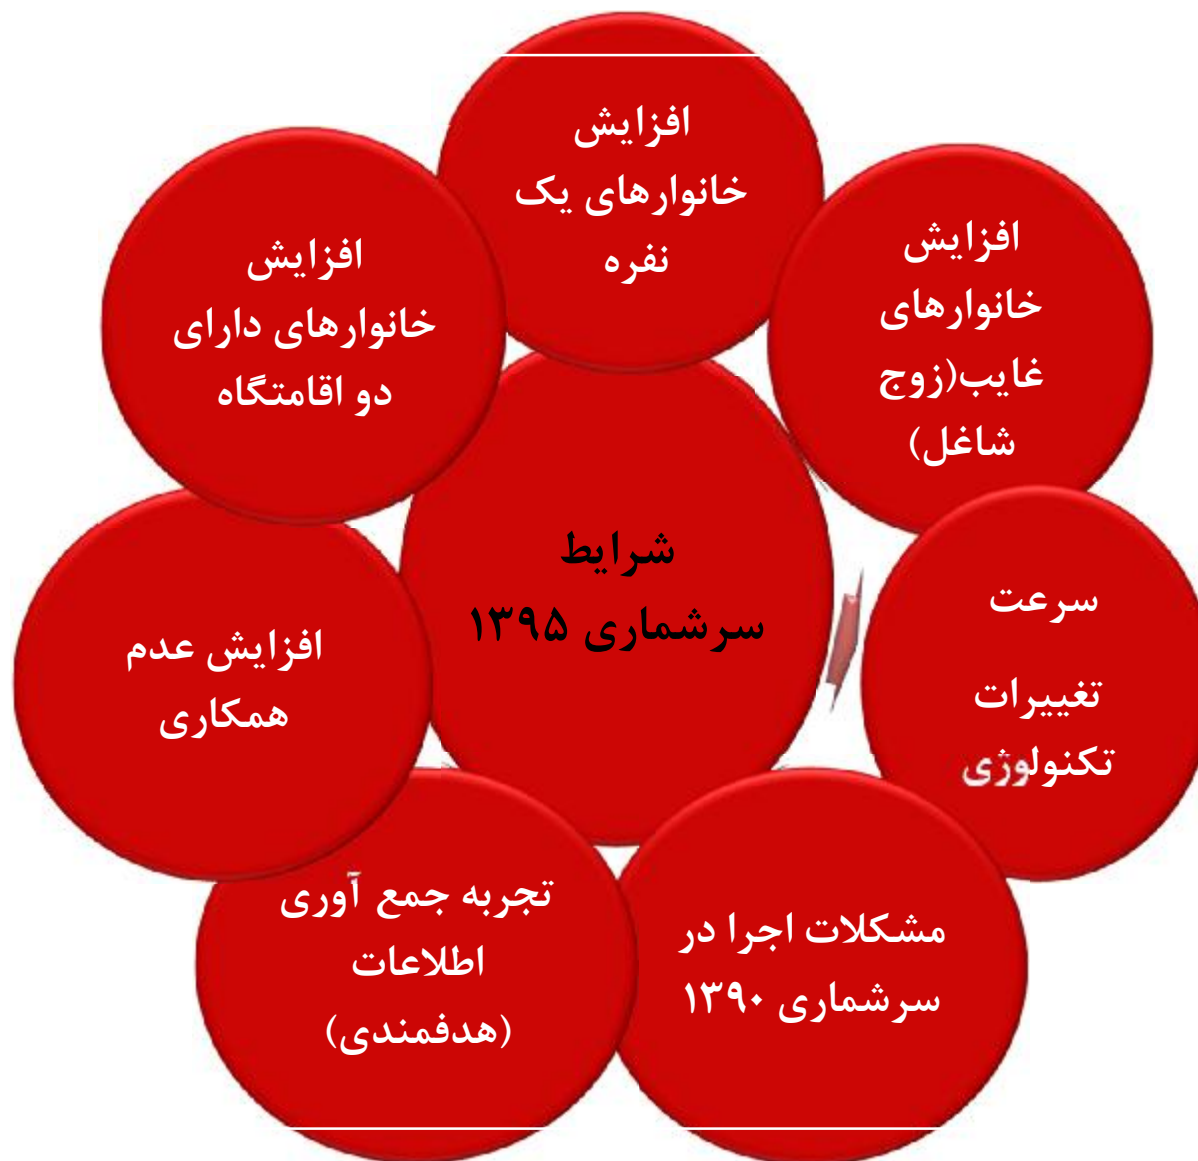 افزایش
خانوارهای یک
نفره
افزایش
خانوارهای
غایب(زوج
شاغل)
سرعت
تغییرات
تکنولوژی
مشکلات اجرا در
سرشماری ۱۳۹۰
تجربه جمع آوری
اطلاعات
(هدفمندی)
افزایش عدم
همکاری
افزایش
خانوارهای دارای
دو اقامتگاه
شرایط
سرشماری ۱۳۹۵